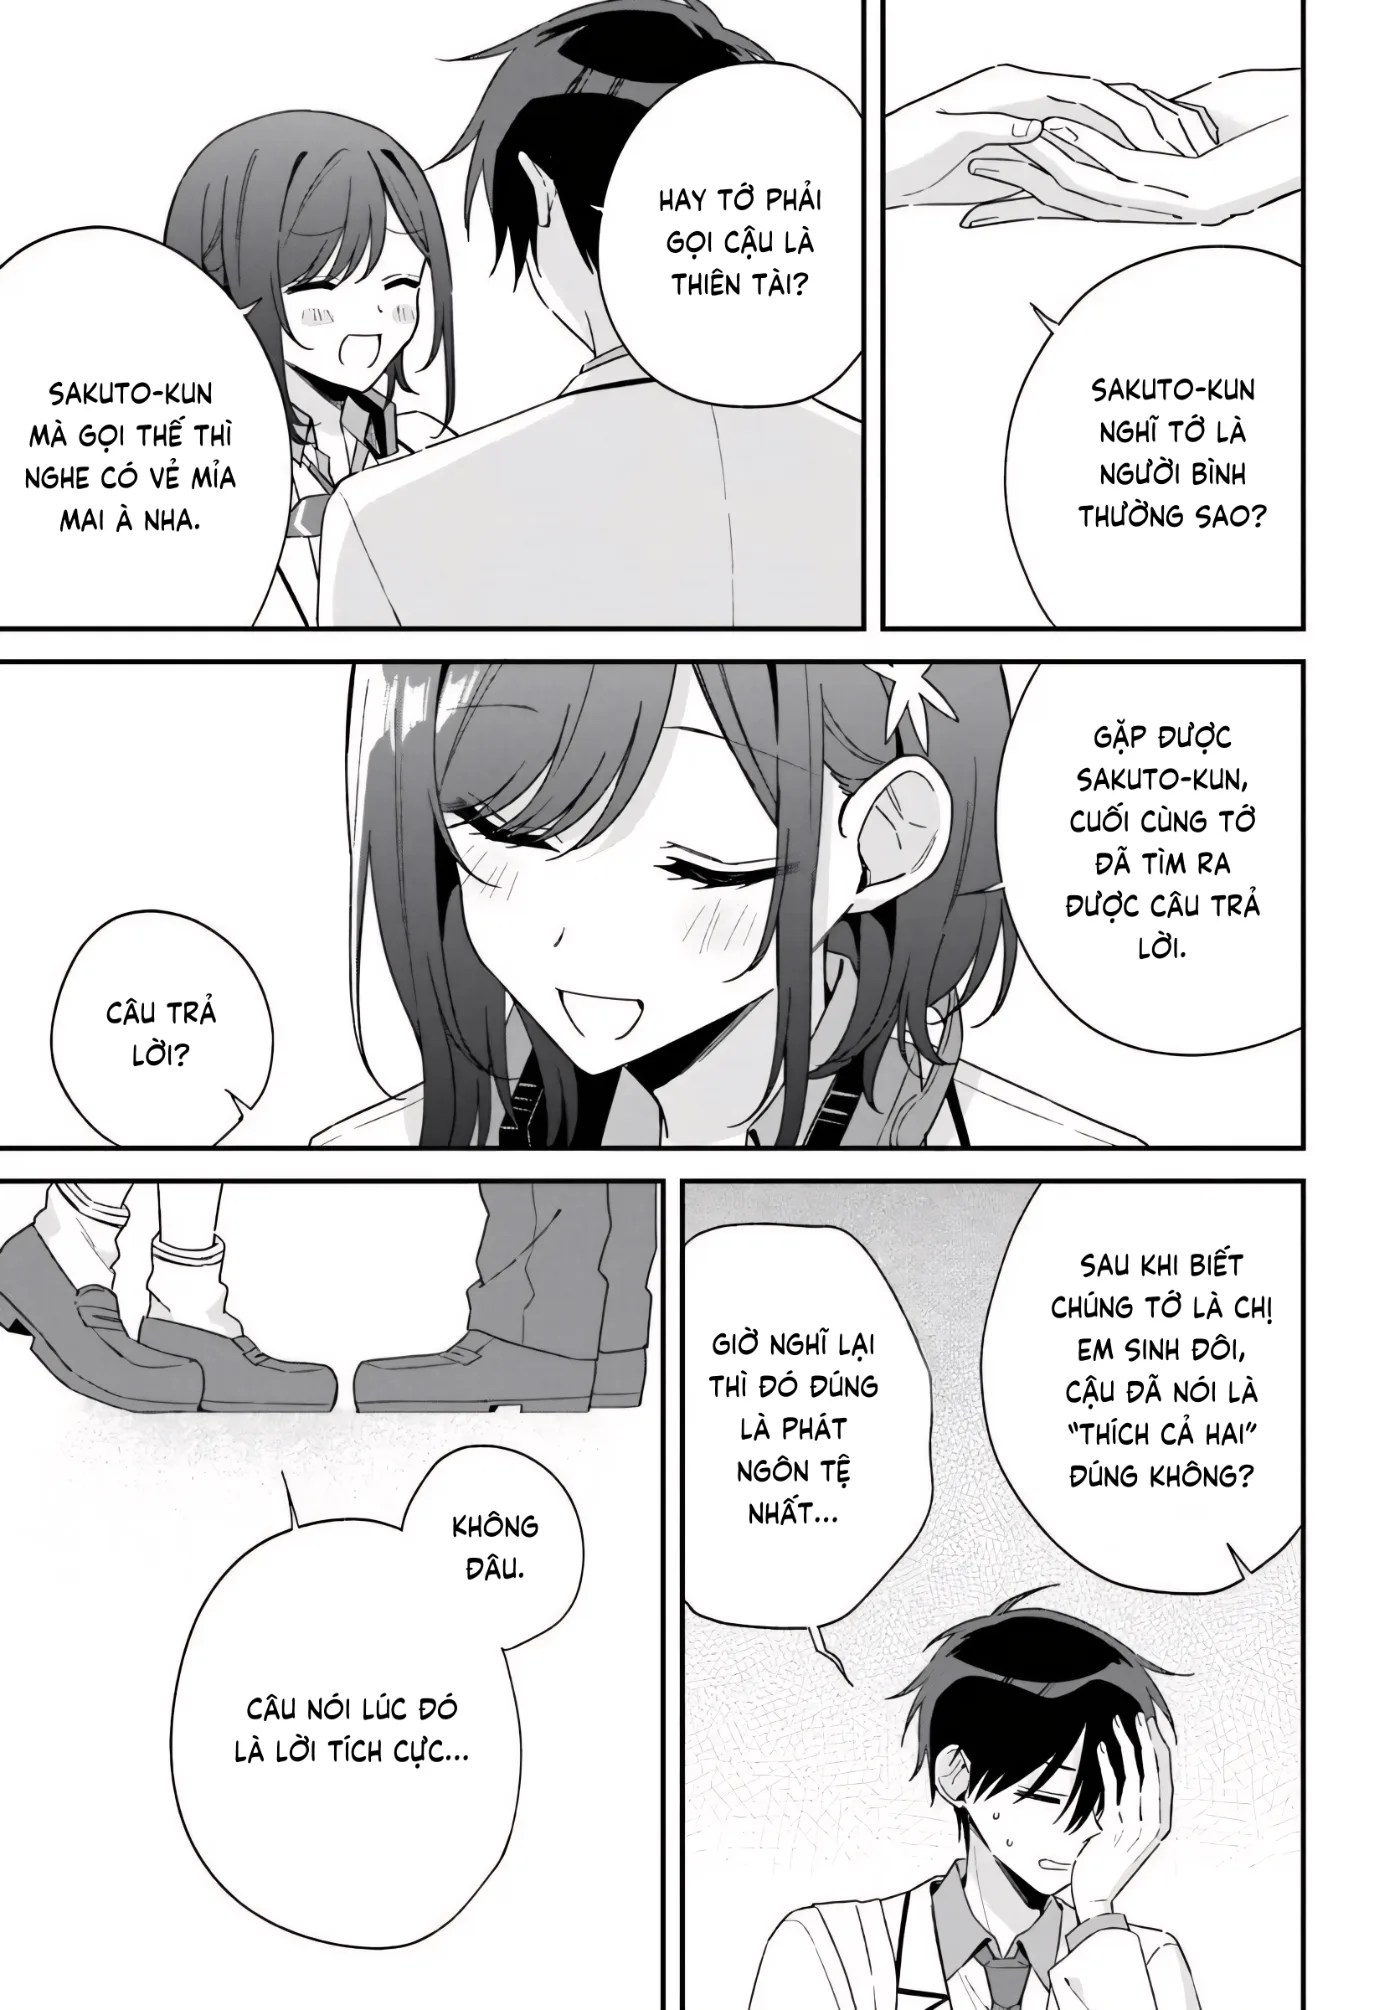 SAKUTO-KUN
NGHĨ TỚ LÀ
NGƯỜI BÌNH
THƯỜNG SAO?
HAY TỚ PHẢI
GỌI CẬU LÀ
THIÊN TÀI?
SAKUTO-KUN
MÀ GỌI THẾ THÌ
NGHE CÓ VẺ MỈA
MAI À NHA.
GẶP ĐƯỢC
SAKUTO-KUN,
CUỐI CÙNG TỚ
ĐÃ TÌM RA
ĐƯỢC CÂU TRẢ
LỜI.
CÂU TRẢ
LỜI?
SAU KHI BIẾT
CHÚNG TỚ LÀ CHỊ
EM SINH ĐÔI,
CẬU ĐÃ NÓI LÀ
“THÍCH CẢ HAI”
ĐÚNG KHÔNG?
GIỜ NGHĨ LẠI
THÌ ĐÓ ĐÚNG
LÀ PHÁT
NGÔN TỆ
NHẤT...
KHÔNG
ĐÂU.
CÂU NÓI LÚC ĐÓ
LÀ LỜI TÍCH CỰC...